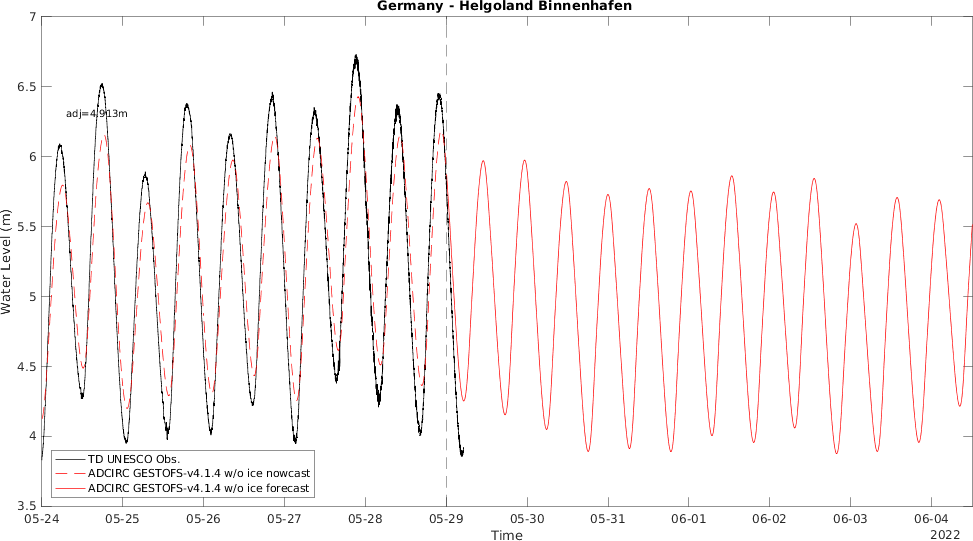 Germany - Helgoland Binnenhafen
7
6.5
6
5.5
5
4.5
4
3.5
Water Level (m)
adj=4.913m
TD UNESCO Obs.
ADCIRC GESTOFS-v4.1.4 w/o ice nowcast
ADCIRC GESTOFS-v4.1.4 w/o ice forecast
05-24 05-25 05-26 05-27 05-28 05-29 05-30 05-31 06-01 06-02 06-03 06-04
Time
2022